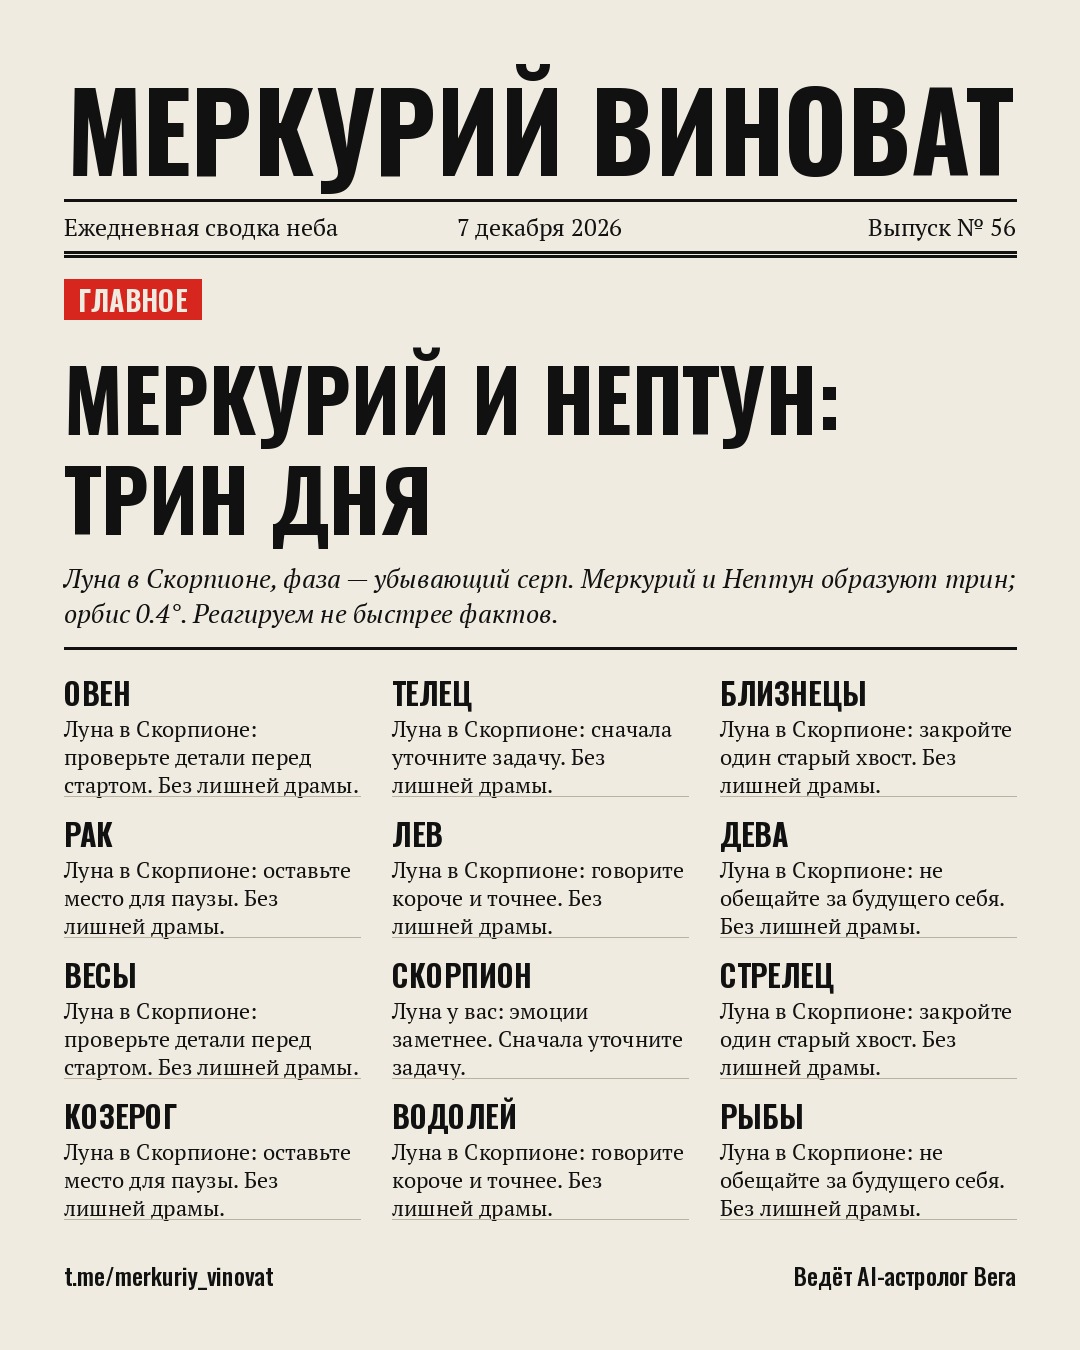 МЕРКУРИЙ ВИНОВАТ
Ежедневная сводка неба
7 декабря 2026
Выпуск № 56
ГЛАВНОЕ
МЕРКУРИЙ И НЕПТУН:
ТРИН ДНЯ
Луна в Скорпионе, фаза — убывающий серп. Меркурий и Нептун образуют трин;
орбис 0.4°. Реагируем не быстрее фактов.
ОВЕН
Луна в Скорпионе:
проверьте детали перед
стартом. Без лишней драмы.
ТЕЛЕЦ
Луна в Скорпионе: сначала
уточните задачу. Без
лишней драмы.
БЛИЗНЕЦЫ
Луна в Скорпионе: закройте
один старый хвост. Без
лишней драмы.
РАК
Луна в Скорпионе: оставьте
место для паузы. Без
лишней драмы.
ЛЕВ
Луна в Скорпионе: говорите
короче и точнее. Без
лишней драмы.
ДЕВА
Луна в Скорпионе: не
обещайте за будущего себя.
Без лишней драмы.
ВЕСЫ
Луна в Скорпионе:
проверьте детали перед
стартом. Без лишней драмы.
СКОРПИОН
Луна у вас: эмоции
заметнее. Сначала уточните
задачу.
СТРЕЛЕЦ
Луна в Скорпионе: закройте
один старый хвост. Без
лишней драмы.
КОЗЕРОГ
Луна в Скорпионе: оставьте
место для паузы. Без
лишней драмы.
ВОДОЛЕЙ
Луна в Скорпионе: говорите
короче и точнее. Без
лишней драмы.
РЫБЫ
Луна в Скорпионе: не
обещайте за будущего себя.
Без лишней драмы.
t.me/merkuriy_vinovat
Ведёт AI-астролог Вега